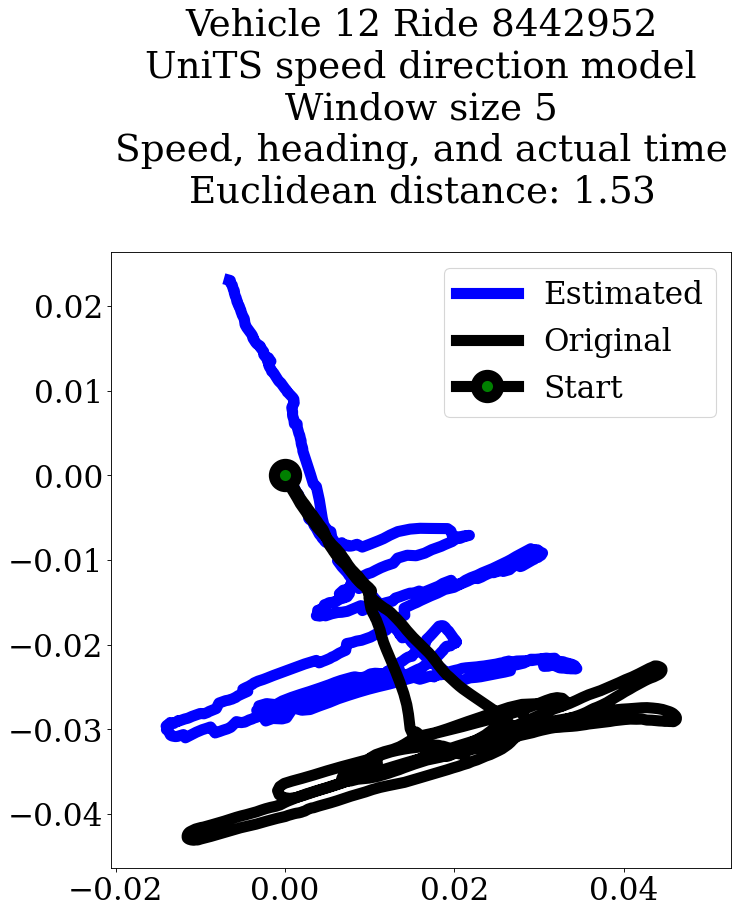 Vehicle 12 Ride 8442952
UniTS speed direction model
Window size 5
Speed, heading, and actual time
Euclidean distance: 1.53
Estimated
Original
Start
0.02
0.01
0.00
−0.01
−0.02
−0.03
−0.04
−0.02
0.00
0.02
0.04